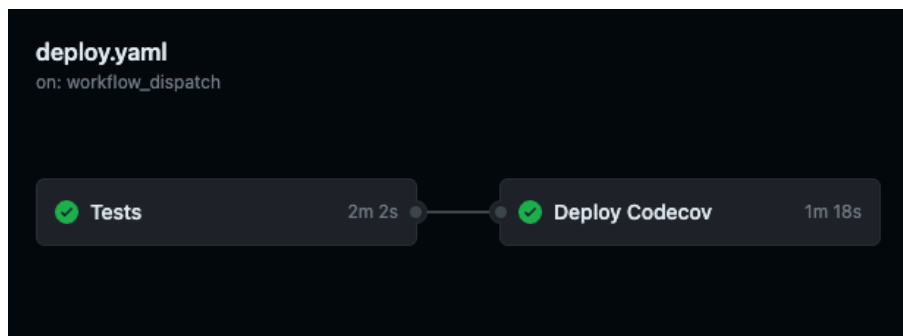 deploy.yaml
on: workflow_dispatch
Tests 2m 2s Deploy Codecov 1m 18s